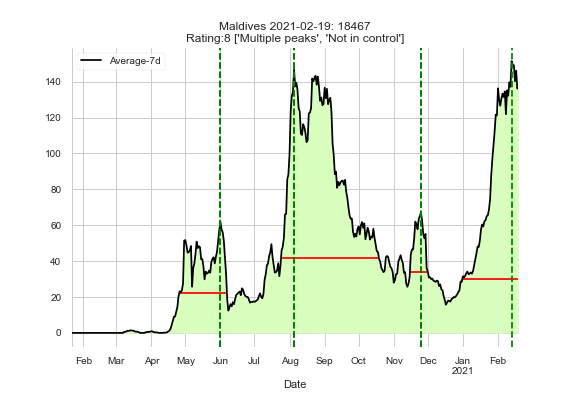 Maldives 2021-02-19: 18467
Rating:8 ['Multiple peaks', 'Not in control']
Average-7d
140
120
100
80
60
40
20
0
Feb Mar Apr May Jun Jul Aug Sep Oct Nov Dec Jan Feb
2021
Date